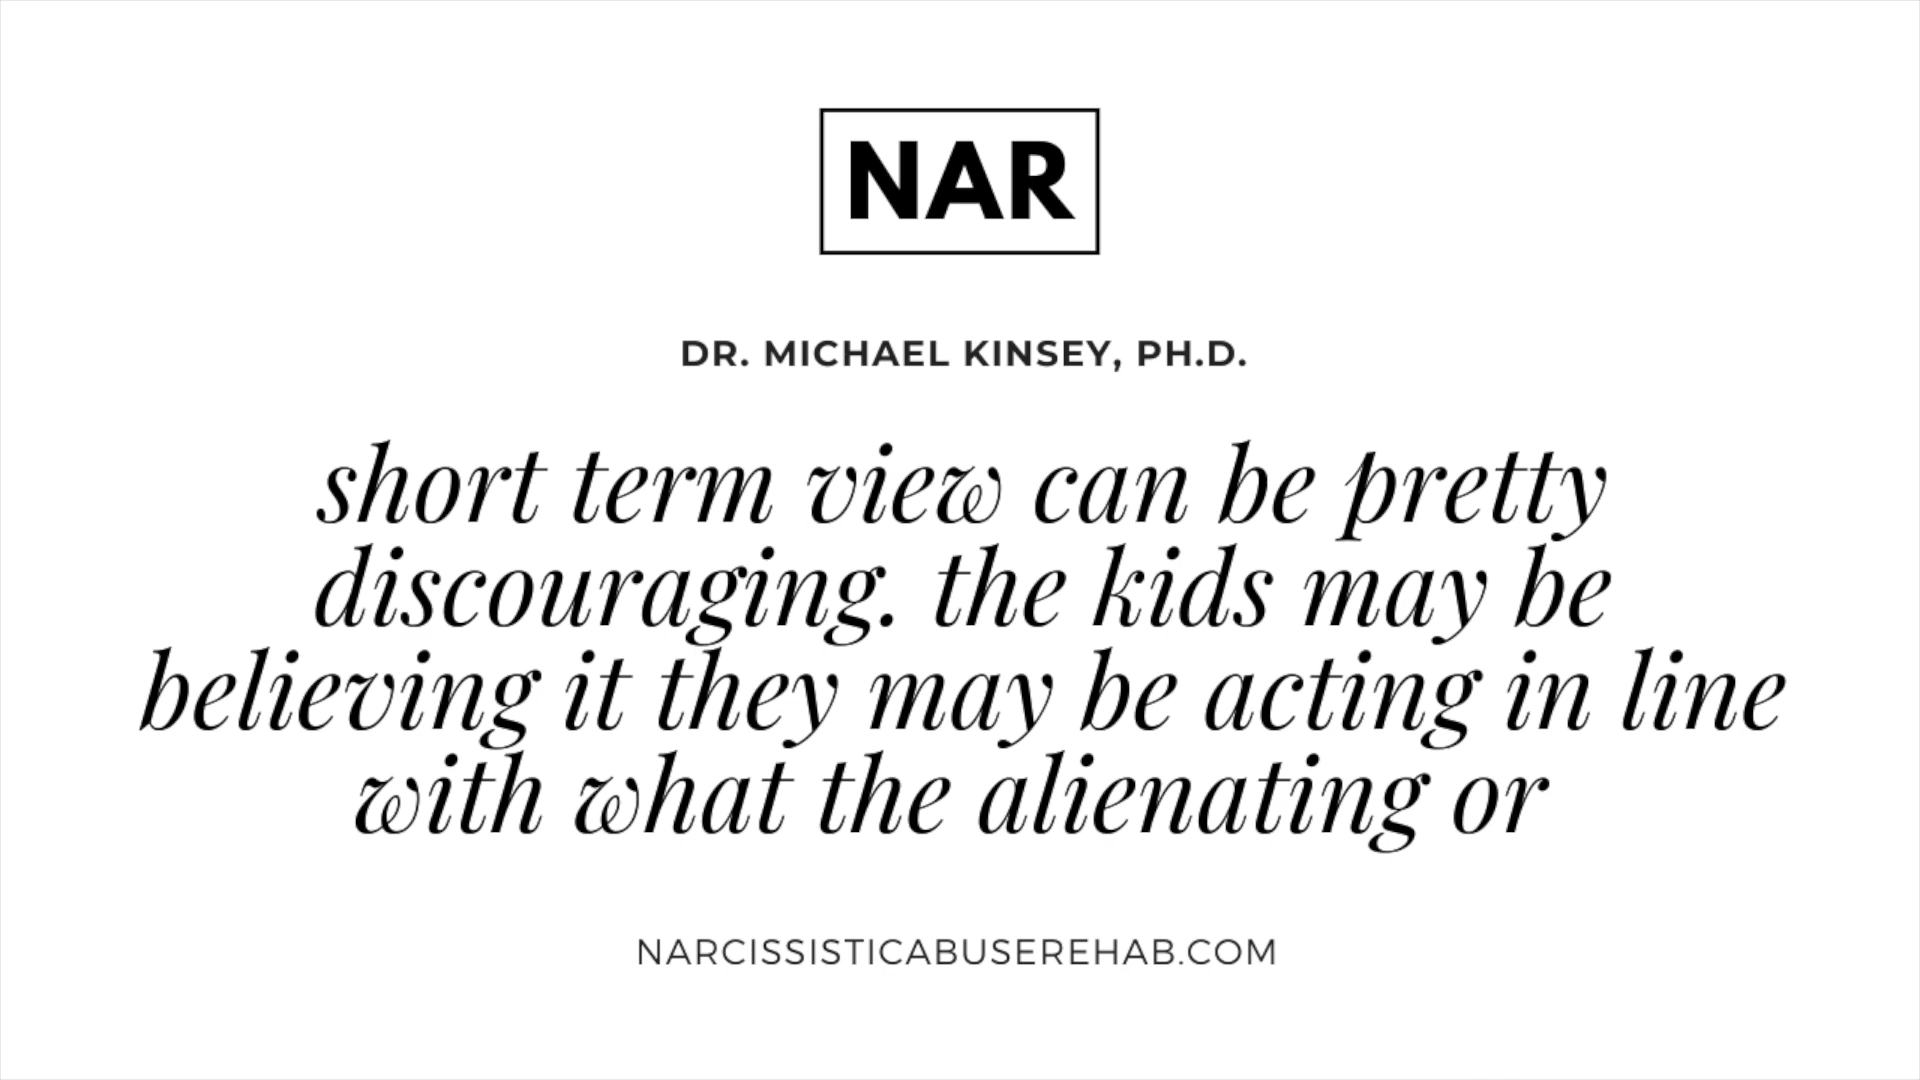 NAR
DR. MICHAEL KINSEY, PH.D.
short term view can be pretty
discouraging. the kids may be
believing it they may be acting in line
with what the alienating or
NARCISSISTICABUSEREHAB.COM